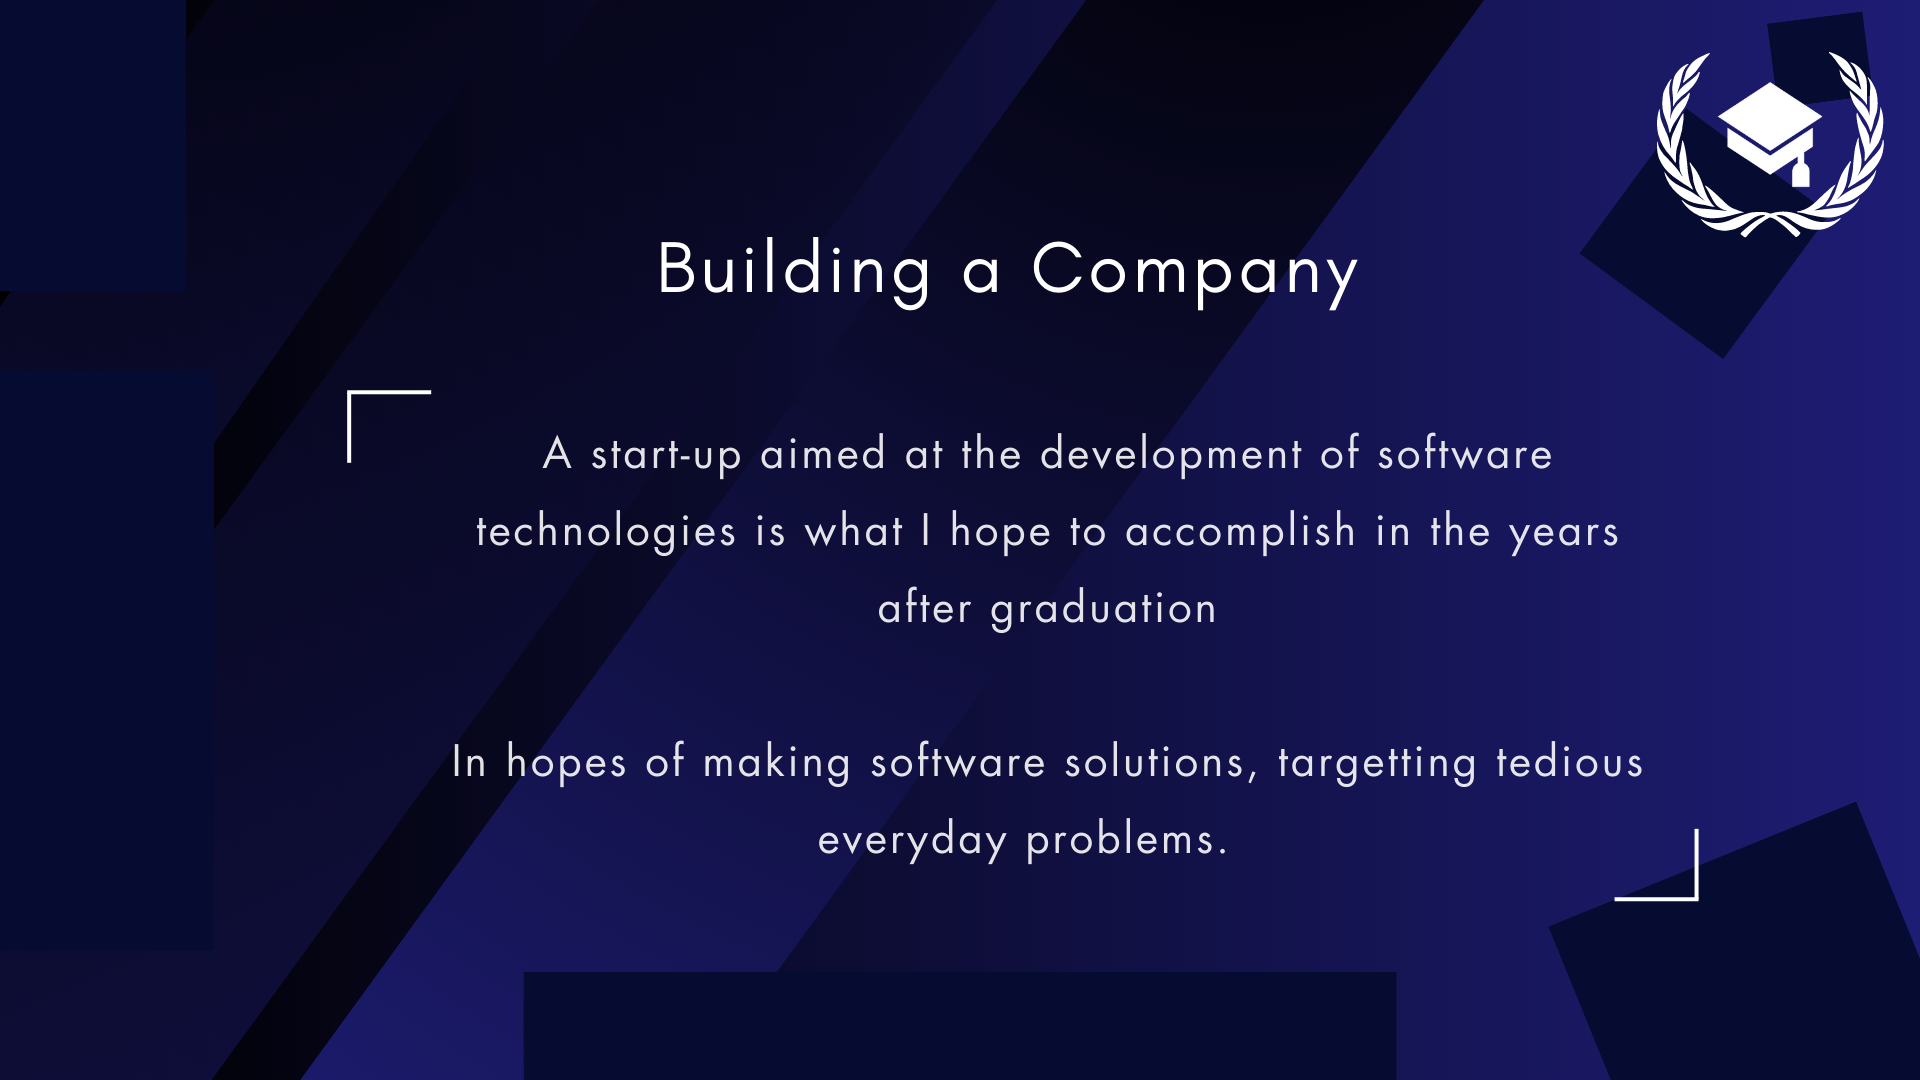 Building a Company
A start-up aimed at the development of software
technologies is what I hope to accomplish in the years
after graduation
In hopes of making software solutions, targetting tedious
everyday problems.